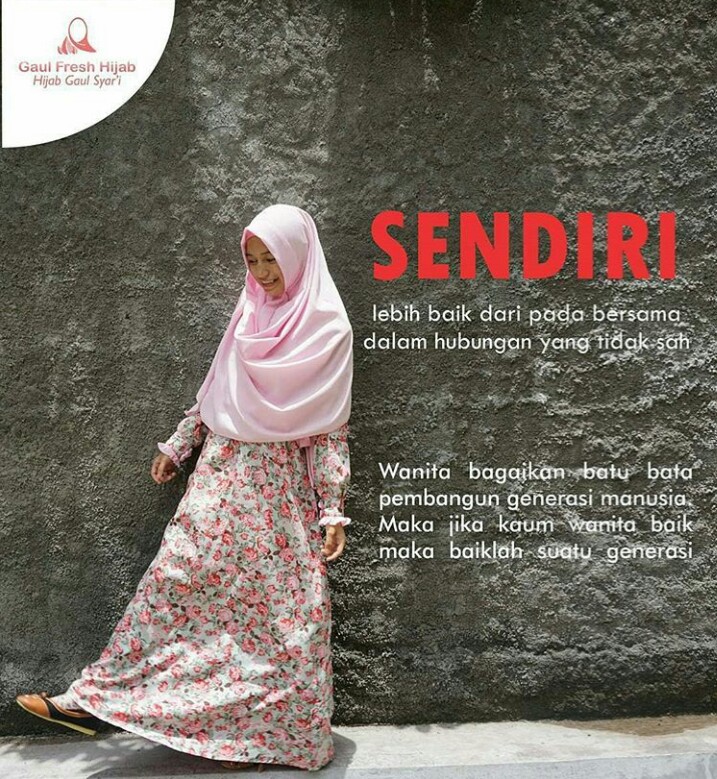 Gaul Fresh Hijab
Hijab Gaul Syar'i
SENDIRI
lebih baik dari pada bersama
dalam hubungan yang tidak sah
Wanita bagaikan batu bata
pembangun generasi manusia.
Maka jika kaum wanita baik
maka baiklah suatu generasi